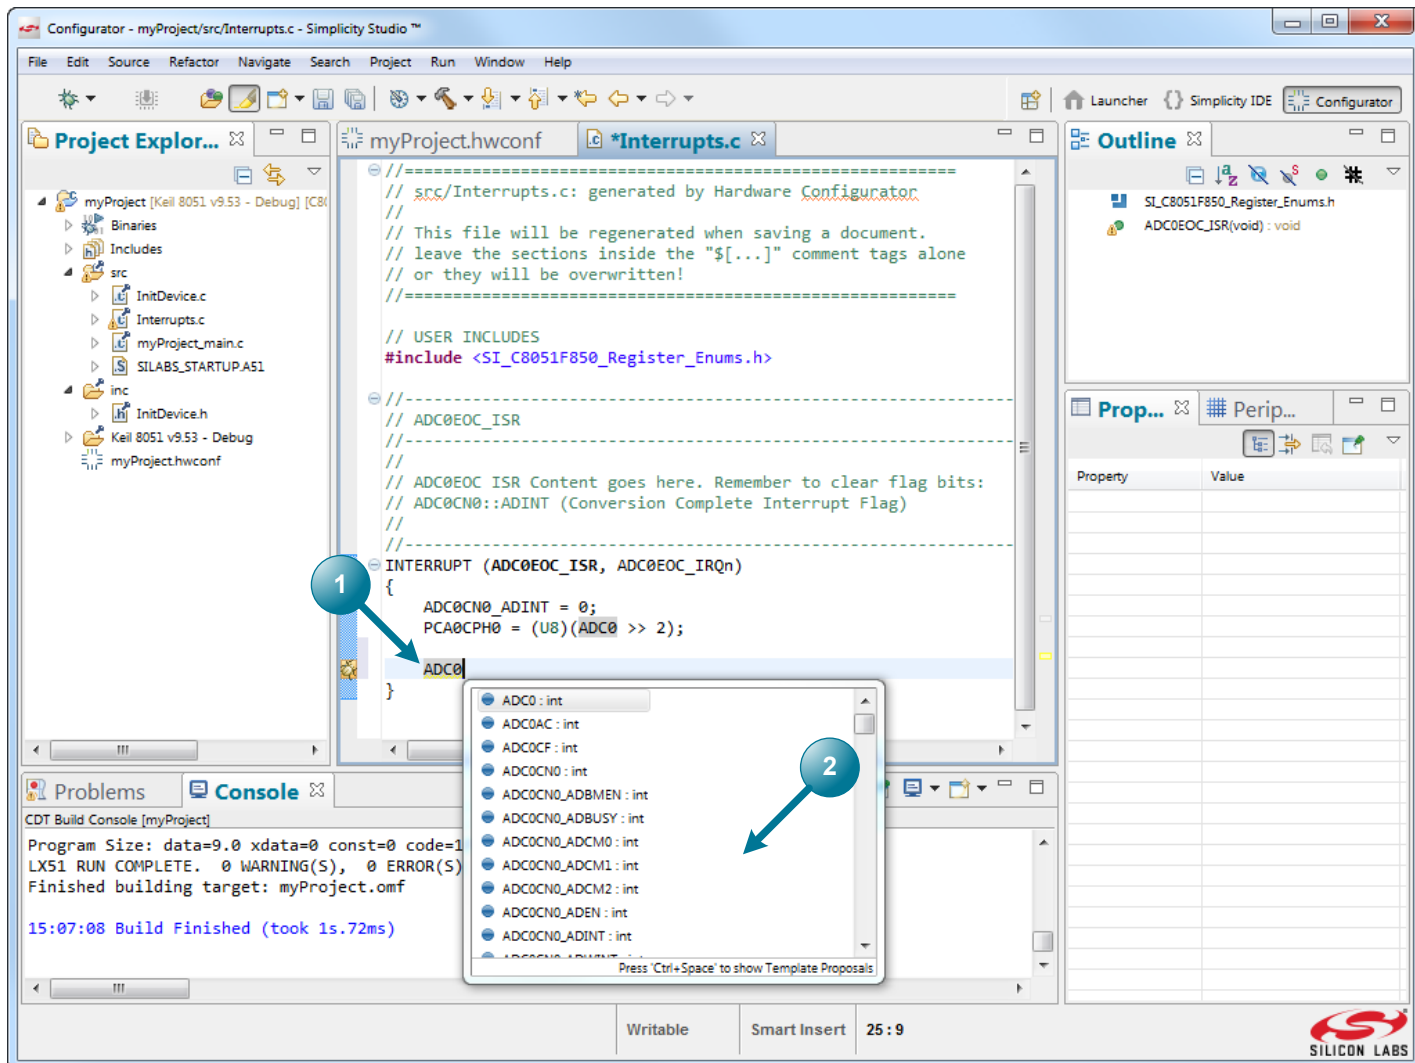 Configurator - myProject/src/Interrupts.c - Simplicity Studio ™
File Edit Source Refactor Navigate Search Project Run Window Help
Launcher {} Simplicity IDE Configurator
Project Explor...
myProject [Keil 8051 v9.53 - Debug] [C8
Binaries
Includes
src
InitDevice.c
Interrupts.c
myProject_main.c
SILABS_STARTUP.A51
inc
InitDevice.h
Keil 8051 v9.53 - Debug
myProject.hwconf
myProject.hwconf *Interrupts.c
//=========================================================
// src/Interrupts.c: generated by Hardware Configurator
//
// This file will be regenerated when saving a document.
// leave the sections inside the "$[...]" comment tags alone
// or they will be overwritten!
//=========================================================
// USER INCLUDES
#include <SI_C8051F850_Register_Enums.h>
//---------------------------------------------------------------
// ADC0EOC_ISR
//---------------------------------------------------------------
//
// ADC0EOC ISR Content goes here. Remember to clear flag bits:
// ADC0CN0::ADINT (Conversion Complete Interrupt Flag)
//
//---------------------------------------------------------------
INTERRUPT (ADC0EOC_ISR, ADC0EOC_IRQn)
{
ADC0CN0_ADINT = 0;
PCA0CPH0 = (U8)(ADC0 >> 2);
ADC0
}
1
ADC0 : int
ADC0AC : int
ADC0CF : int
ADC0CN0 : int
ADC0CN0_ADBMEN : int
ADC0CN0_ADBUSY : int
ADC0CN0_ADCM0 : int
ADC0CN0_ADCM1 : int
ADC0CN0_ADCM2 : int
ADC0CN0_ADEN : int
ADC0CN0_ADINT : int
Press 'Ctrl+Space' to show Template Proposals
2
Outline
SI_C8051F850_Register_Enums.h
ADC0EOC_ISR(void) : void
Prop... Perip...
Property Value
Problems Console
CDT Build Console [myProject]
Program Size: data=9.0 xdata=0 const=0 code=1
LX51 RUN COMPLETE. 0 WARNING(S), 0 ERROR(S)
Finished building target: myProject.omf
15:07:08 Build Finished (took 1s.72ms)
Writable Smart Insert 25 : 9
SILICON LABS